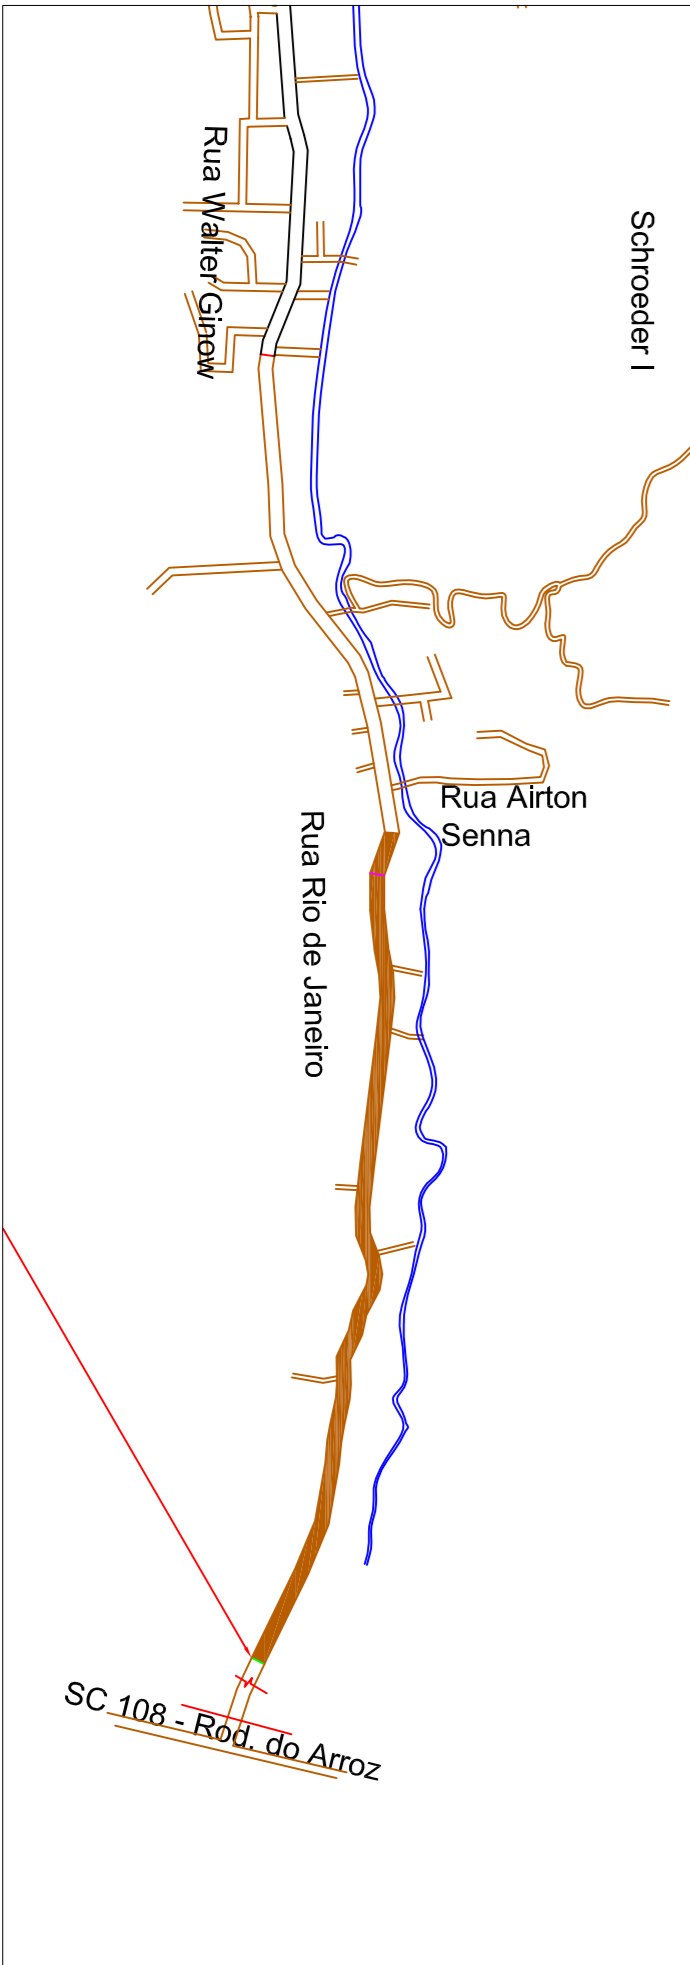 Rua Walter Ginow
Schroeder I
Rua Airton
Senna
Rua Rio de Janeiro
SC 108 - Rod. do Arroz